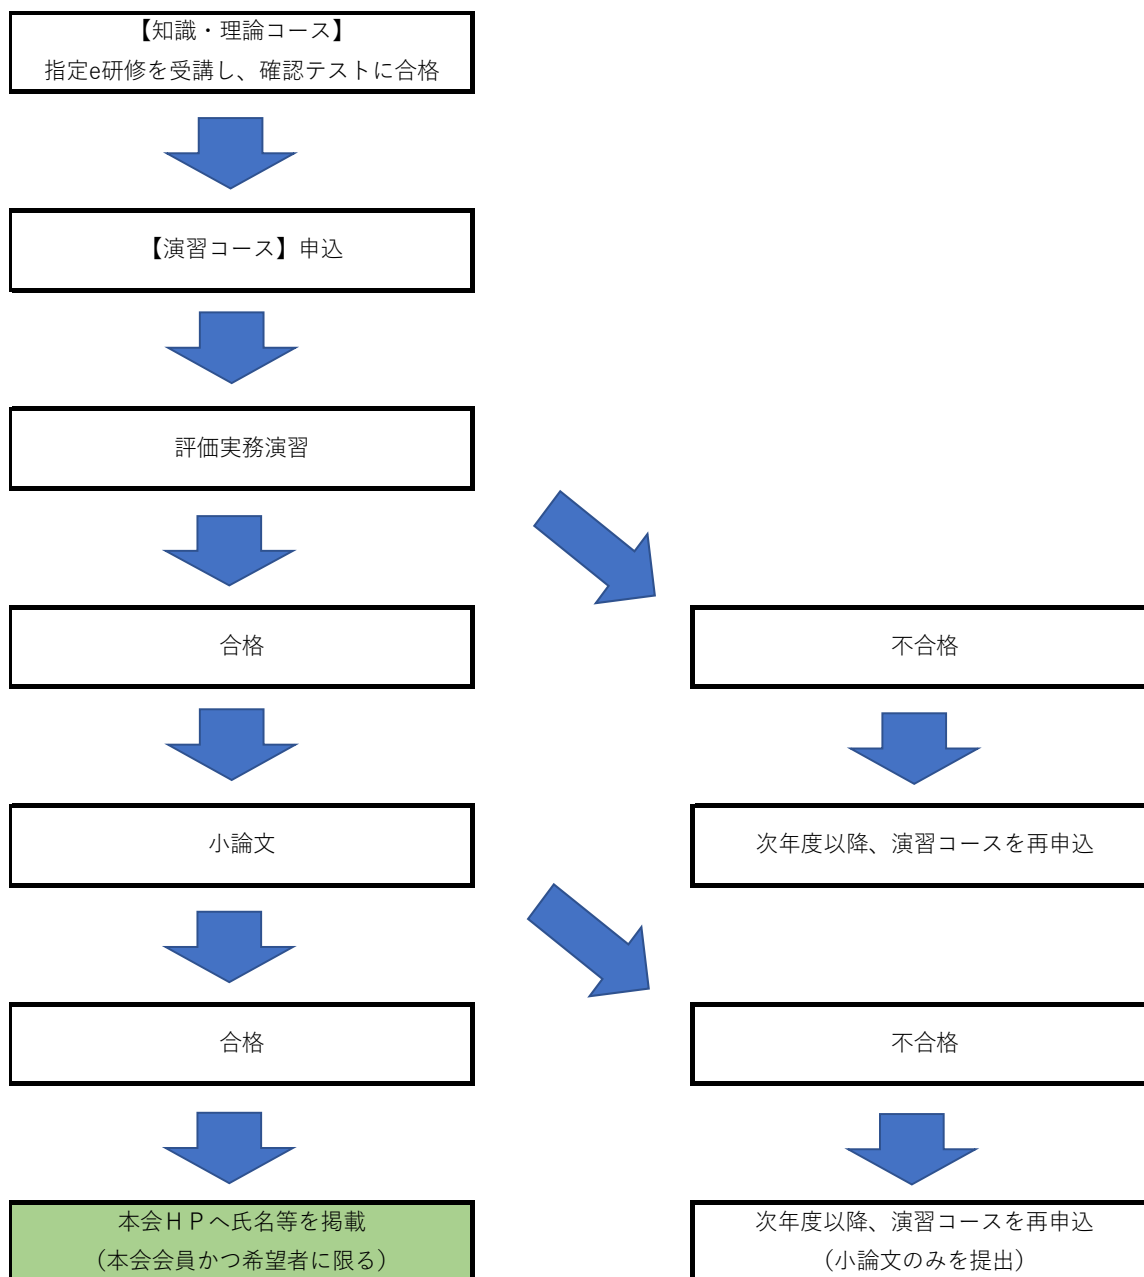 【知識・理論コース】
指定e研修を受講し、確認テストに合格
【演習コース】申込
評価実務演習
合格
不合格
小論文
次年度以降、演習コースを再申込
合格
不合格
本会ＨＰへ氏名等を掲載
（本会会員かつ希望者に限る）
次年度以降、演習コースを再申込
（小論文のみを提出）